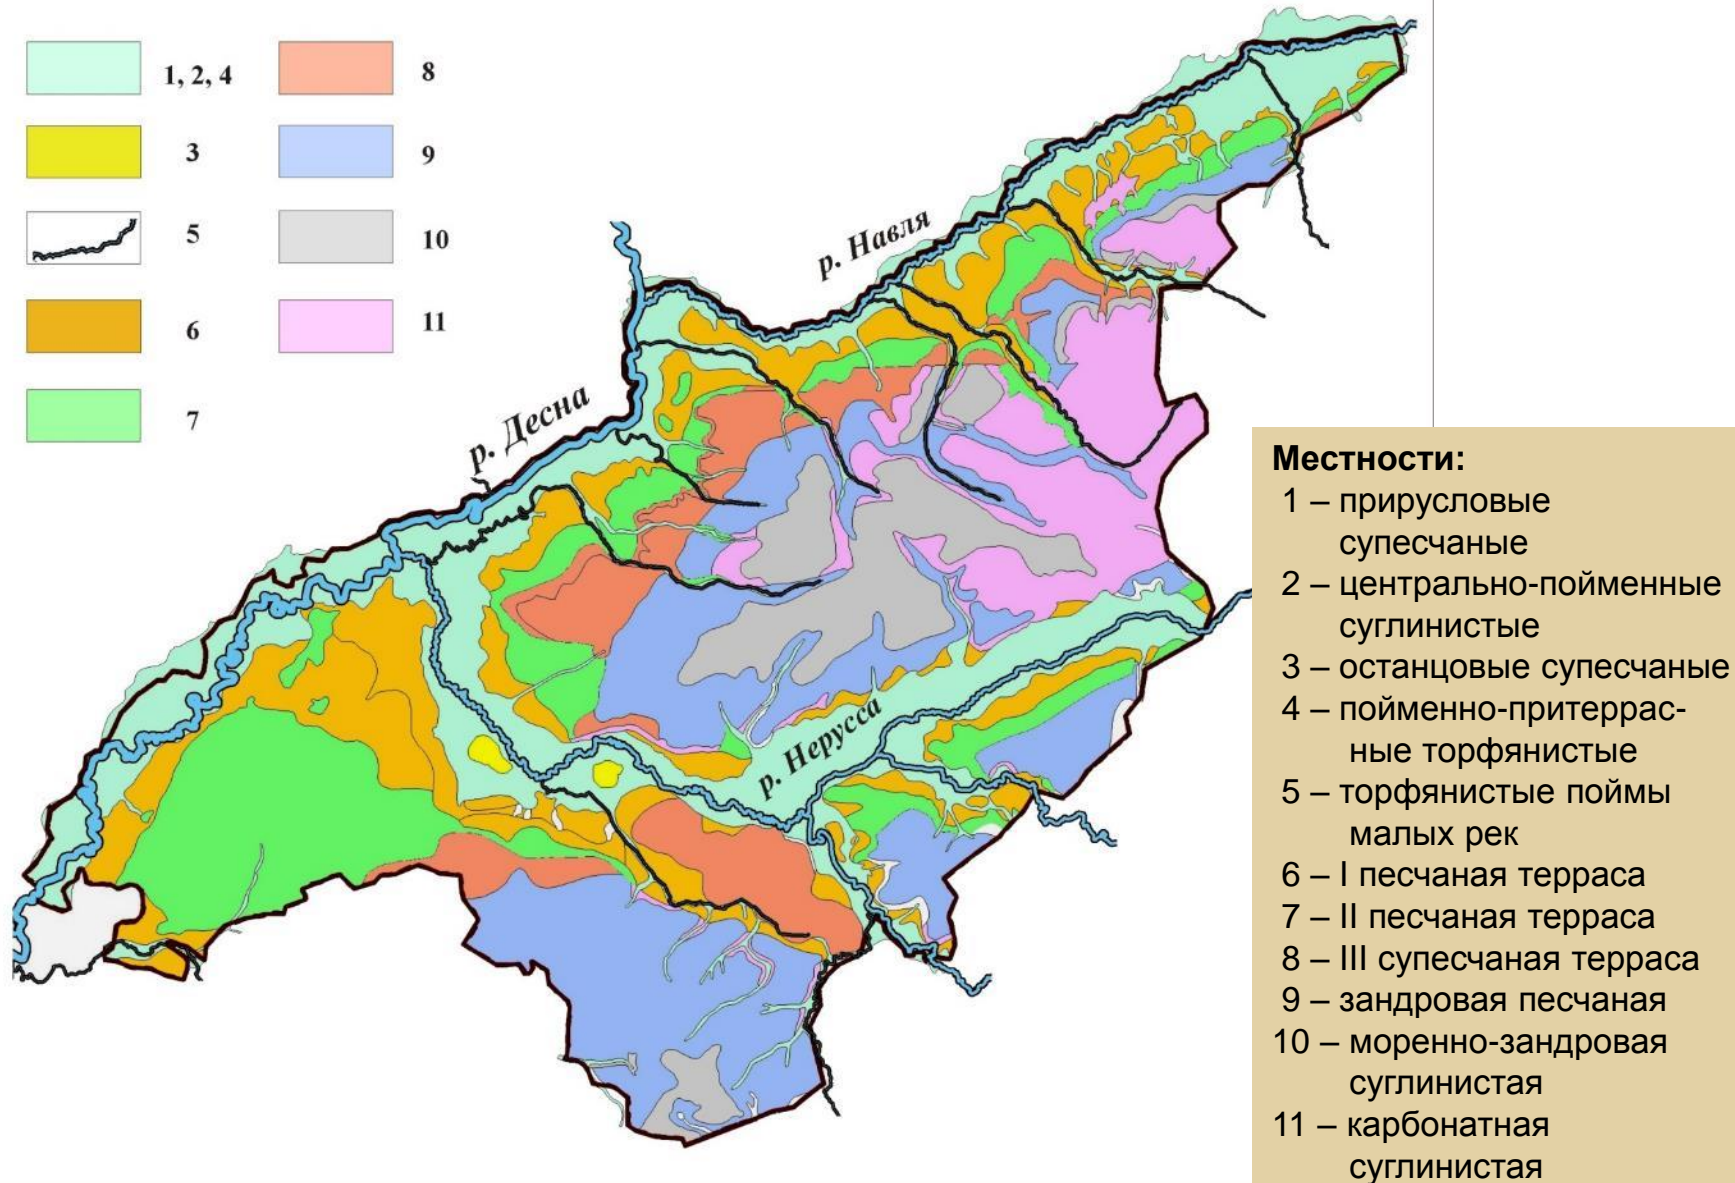 1, 2, 4
3
5
6
7
8
9
10
11
р. Навля
р. Десна
р. Нерусса
Местности:
1 – прирусловые
супесчаные
2 – центрально-пойменные
суглинистые
3 – останцовые супесчаные
4 – пойменно-притеррас-
ные торфянистые
5 – торфянистые поймы
малых рек
6 – I песчаная терраса
7 – II песчаная терраса
8 – III супесчаная терраса
9 – зандровая песчаная
10 – моренно-зандровая
суглинистая
11 – карбонатная
суглинистая